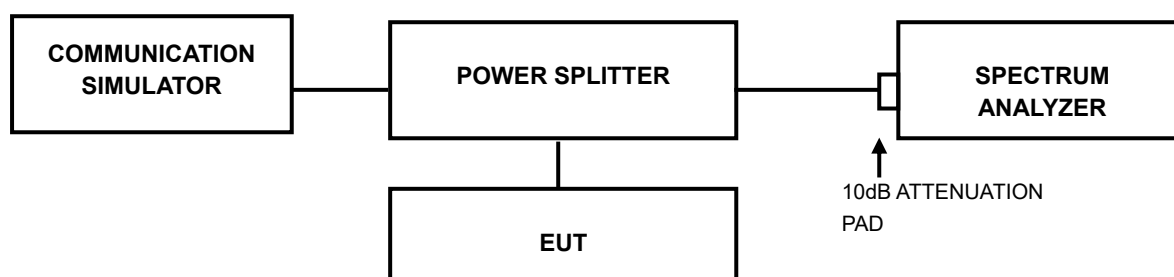 COMMUNICATION
SIMULATOR
POWER SPLITTER
SPECTRUM
ANALYZER
10dB ATTENUATION
PAD
EUT